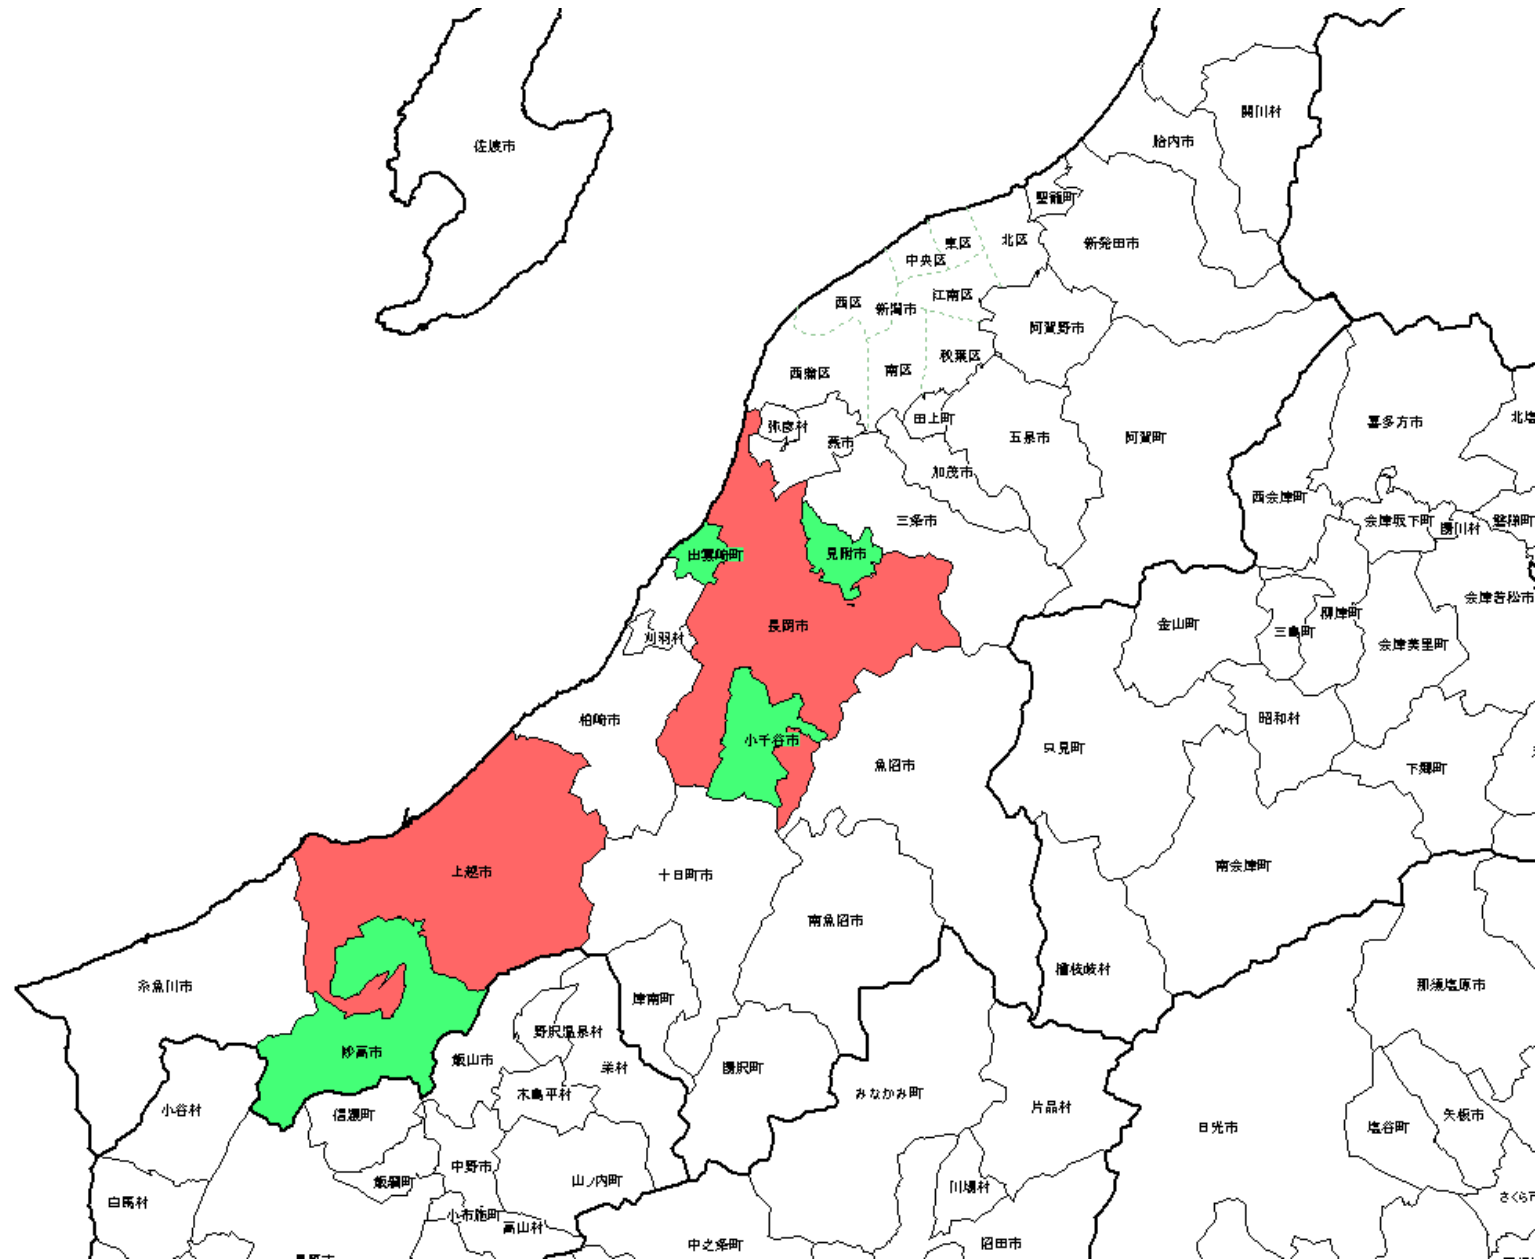 関川村
胎内市
佐渡市
聖籠町
新発田市
東区
北区
中央区
江南区
西区
新潟市
阿賀野市
秋葉区
南区
西蒲区
田上町
弥彦村
燕市
五泉市
阿賀町
喜多方市
加茂市
西会津町
三条市
会津坂下町
湯川村
磐梯町
見附市
出雲崎町
会津若松市
柳津町
金山町
長岡市
三島町
刈羽村
会津美里町
柏崎市
昭和村
小千谷市
只見町
魚沼市
下郷町
南会津町
上越市
十日町市
南魚沼市
檜枝岐村
糸魚川市
那須塩原市
津南町
野沢温泉村
妙高市
飯山市
栄村
湯沢町
木島平村
みなかみ町
小谷村
信濃町
片品村
矢板市
日光市
塩谷町
中野市
飯綱町
山ノ内町
川場村
白馬村
さくら市
小布施町
高山村
中之条町
沼田市